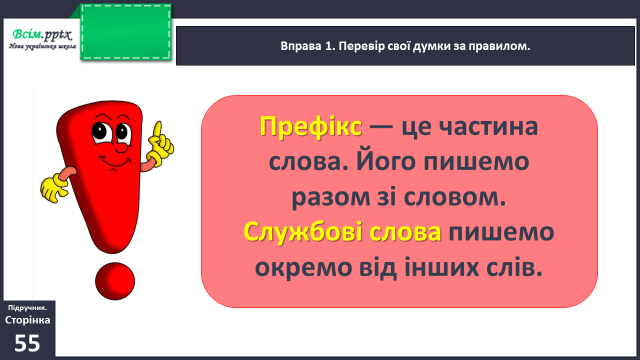 Всім.pptx
Нова українська школа
Вправа 1. Перевір свої думки за правилом.
Префікс — це частина
слова. Його пишемо
разом зі словом.
Службові слова пишемо
окремо від інших слів.
Підручник.
Сторінка
55